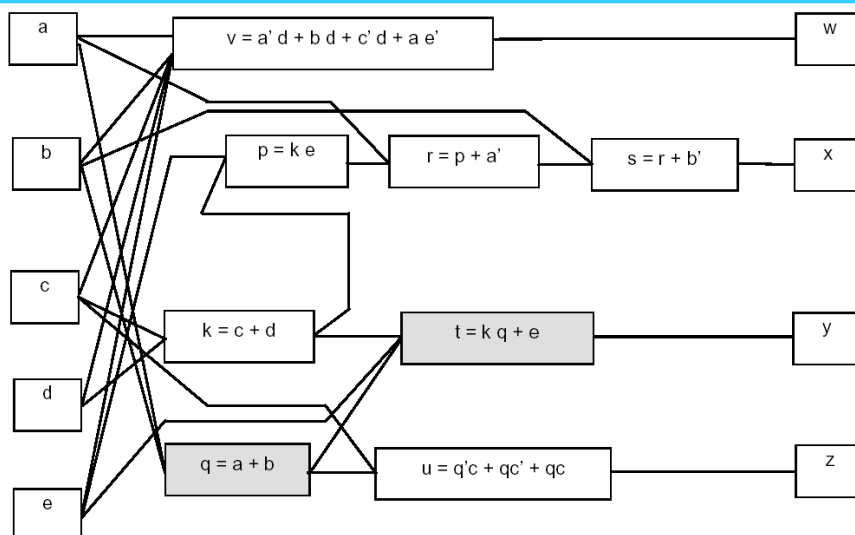 a
v = a' d + b d + c' d + a e'
w
b
p = k e
r = p + a'
s = r + b'
x
c
k = c + d
t = k q + e
y
d
q = a + b
u = q'c + qc' + qc
z
e